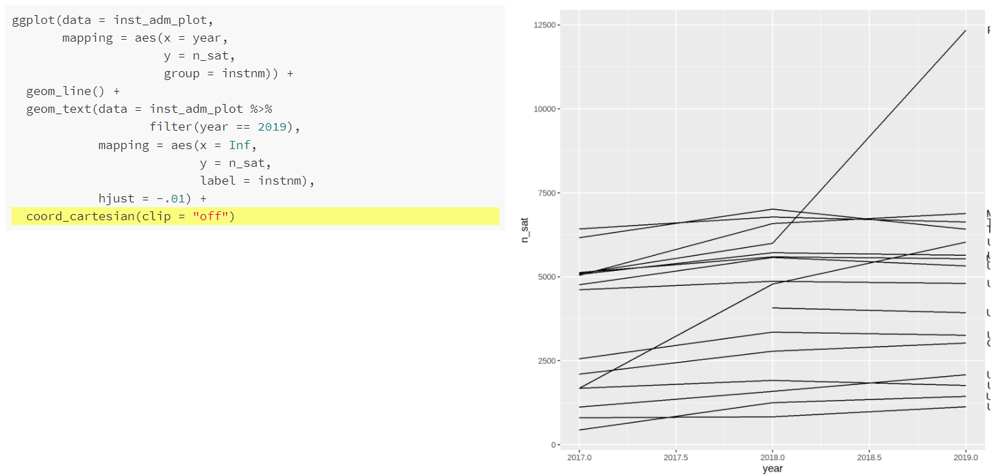 ggplot(data = inst_adm_plot,
mapping = aes(x = year,
y = n_sat,
group = instnm)) +
geom_line() +
geom_text(data = inst_adm_plot %>%
filter(year == 2019),
mapping = aes(x = Inf,
y = n_sat,
label = instnm),
hjust = -.01) +
coord_cartesian(clip = "off")
12500
10000
7500
5000
2500
0
n_sat
2017.0 2017.5 2018.0 2018.5 2019.0
year